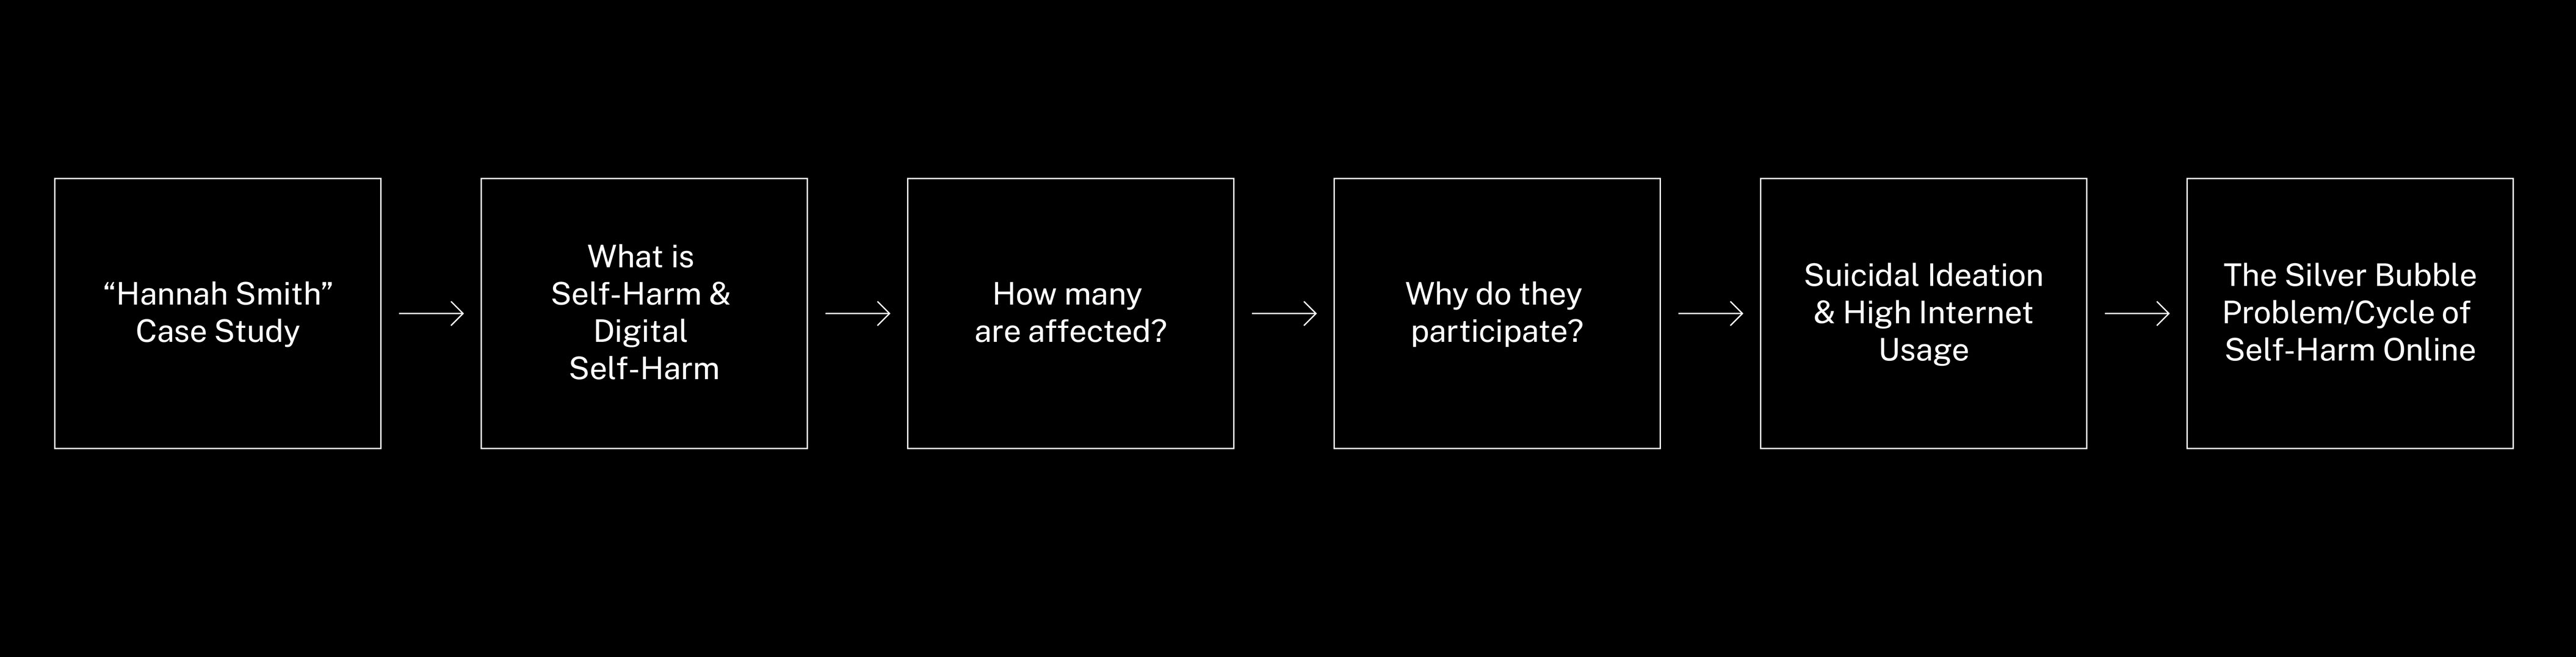 “Hannah Smith”
Case Study
What is
Self-Harm &
Digital
Self-Harm
How many
are affected?
Why do they
participate?
Suicidal Ideation
& High Internet
Usage
The Silver Bubble
Problem/Cycle of
Self-Harm Online